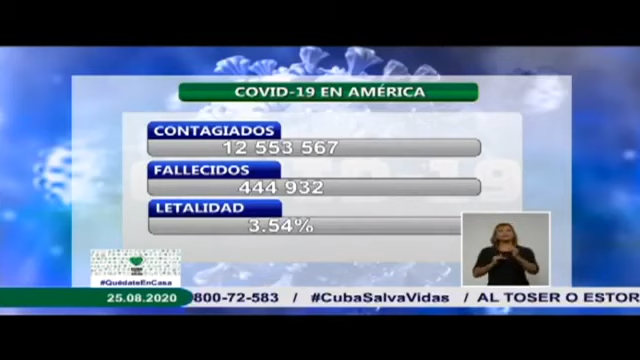 COVID-19 EN AMÉRICA
CONTAGIADOS
12 553 567
FALLECIDOS
444 932
LETALIDAD
3.54%
#QuédateEnCasa
25.08.2020
800-72-583 / #CubaSalvaVidas / AL TOSER O ESTOR